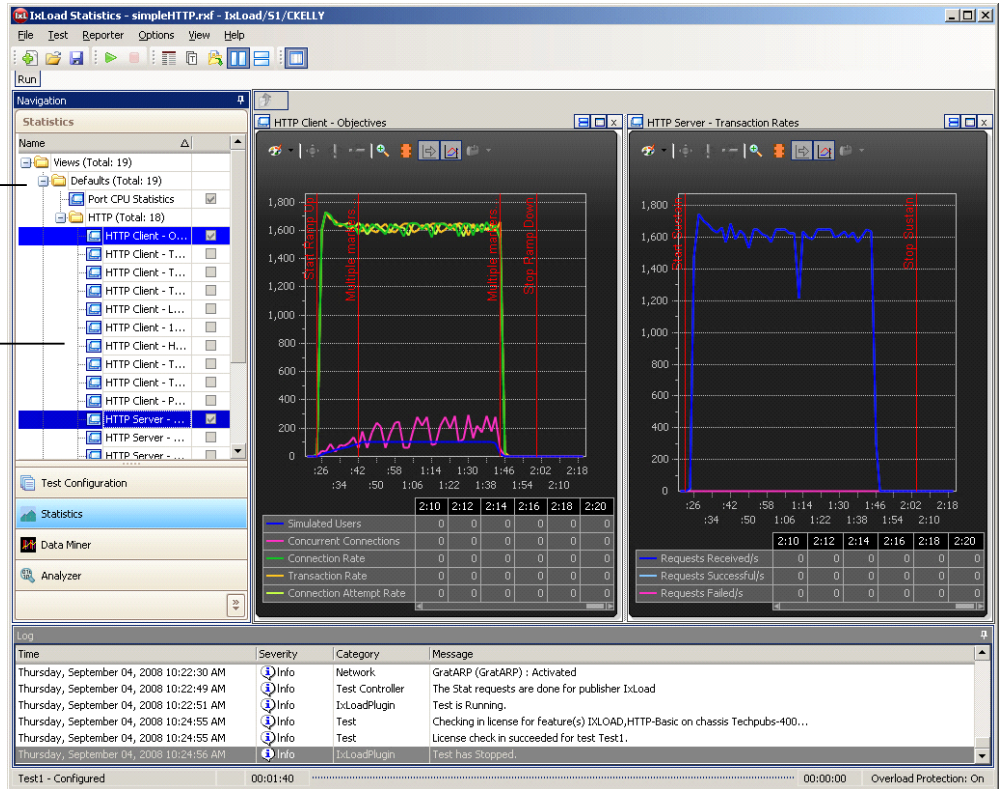 IxLoad Statistics - simpleHTTP.rxf - IxLoad/S1/CKELLY
File Test Reporter Options View Help
Run
Navigation
Statistics
Name
Views (Total: 19)
Defaults (Total: 19)
Port CPU Statistics
HTTP (Total: 18)
HTTP Client - O...
HTTP Client - T...
HTTP Client - T...
HTTP Client - T...
HTTP Client - L...
HTTP Client - 1...
HTTP Client - H...
HTTP Client - T...
HTTP Client - T...
HTTP Client - P...
HTTP Server - ...
HTTP Server - ...
HTTP Server - ...
Test Configuration
Statistics
Data Miner
Analyzer
HTTP Client - Objectives
1,800
1,600
1,400
1,200
1,000
800
600
400
200
0
Start Ramp Up
Multiple markers
Multiple markers
Stop Ramp Down
:26 :42 :58 1:14 1:30 1:46 2:02 2:18
:34 :50 1:06 1:22 1:38 1:54 2:10
2:10 2:12 2:14 2:16 2:18 2:20
Simulated Users 0 0 0 0 0 0
Concurrent Connections 0 0 0 0 0 0
Connection Rate 0 0 0 0 0 0
Transaction Rate 0 0 0 0 0 0
Connection Attempt Rate 0 0 0 0 0 0
HTTP Server - Transaction Rates
1,800
1,600
1,400
1,200
1,000
800
600
400
200
0
Start Sustain
Stop Sustain
:26 :42 :58 1:14 1:30 1:46 2:02 2:18
:34 :50 1:06 1:22 1:38 1:54 2:10
2:10 2:12 2:14 2:16 2:18 2:20
Requests Received/s 0 0 0 0 0 0
Requests Successful/s 0 0 0 0 0 0
Requests Failed/s 0 0 0 0 0 0
Log
Time Severity Category Message
Thursday, September 04, 2008 10:22:30 AM Info Network GratARP (GratARP) : Activated
Thursday, September 04, 2008 10:22:49 AM Info Test Controller The Stat requests are done for publisher IxLoad
Thursday, September 04, 2008 10:22:51 AM Info IxLoadPlugin Test is Running.
Thursday, September 04, 2008 10:24:55 AM Info Test Checking in license for feature(s) IXLOAD,HTTP-Basic on chassis Techpubs-400...
Thursday, September 04, 2008 10:24:55 AM Info Test License check in succeeded for test Test1.
Thursday, September 04, 2008 10:24:56 AM Info IxLoadPlugin Test has Stopped.
Test1 - Configured 00:01:40 00:00:00 Overload Protection: On